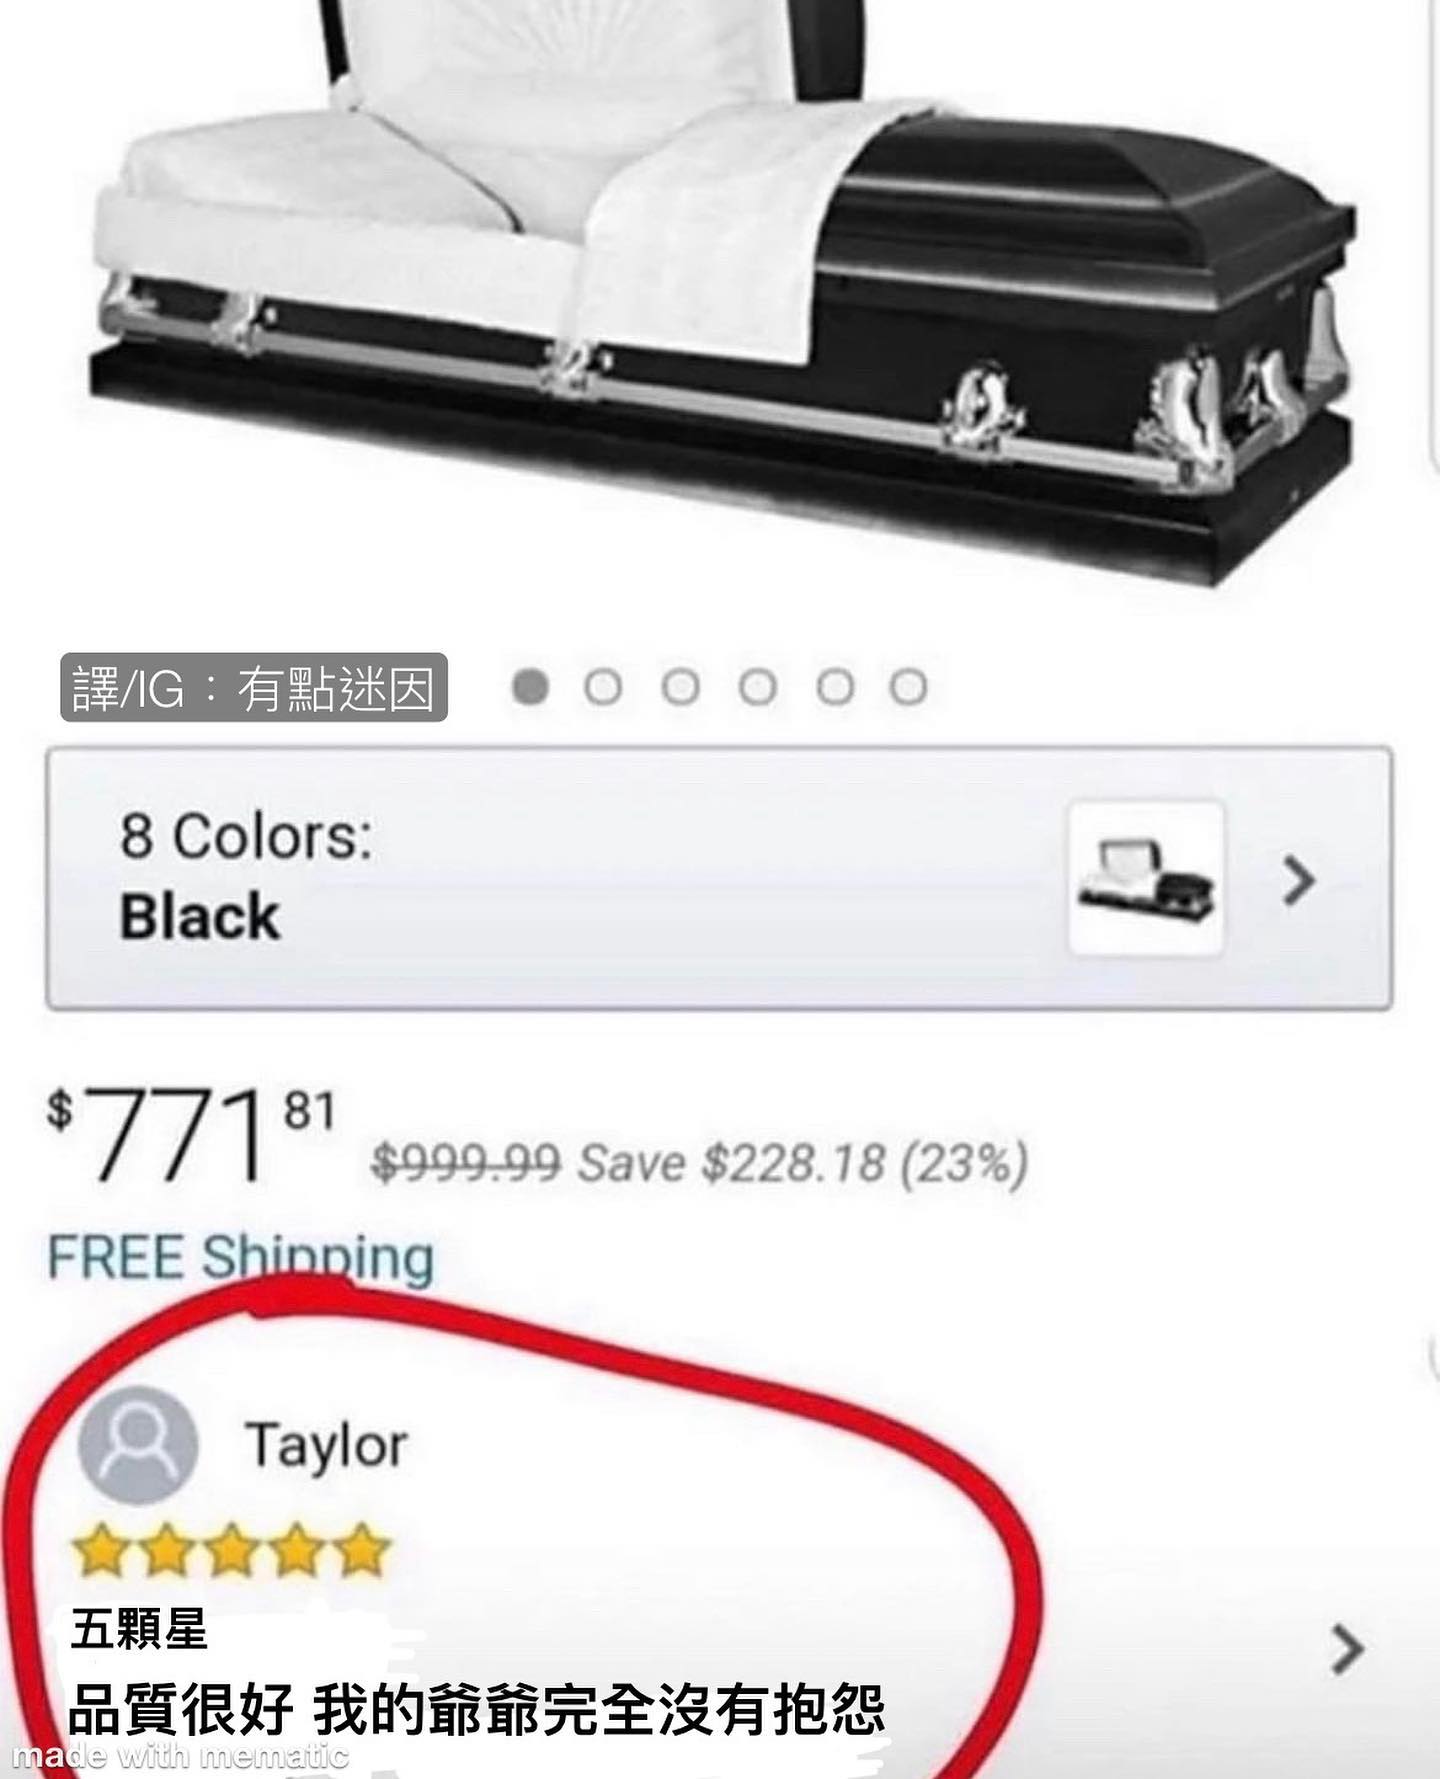 譯/IG：有點迷因
8 Colors:
Black
$771.81 $999.99 Save $228.18 (23%)
FREE Shipping
Taylor
五顆星
品質很好 我的爺爺完全沒有抱怨
made with mematic